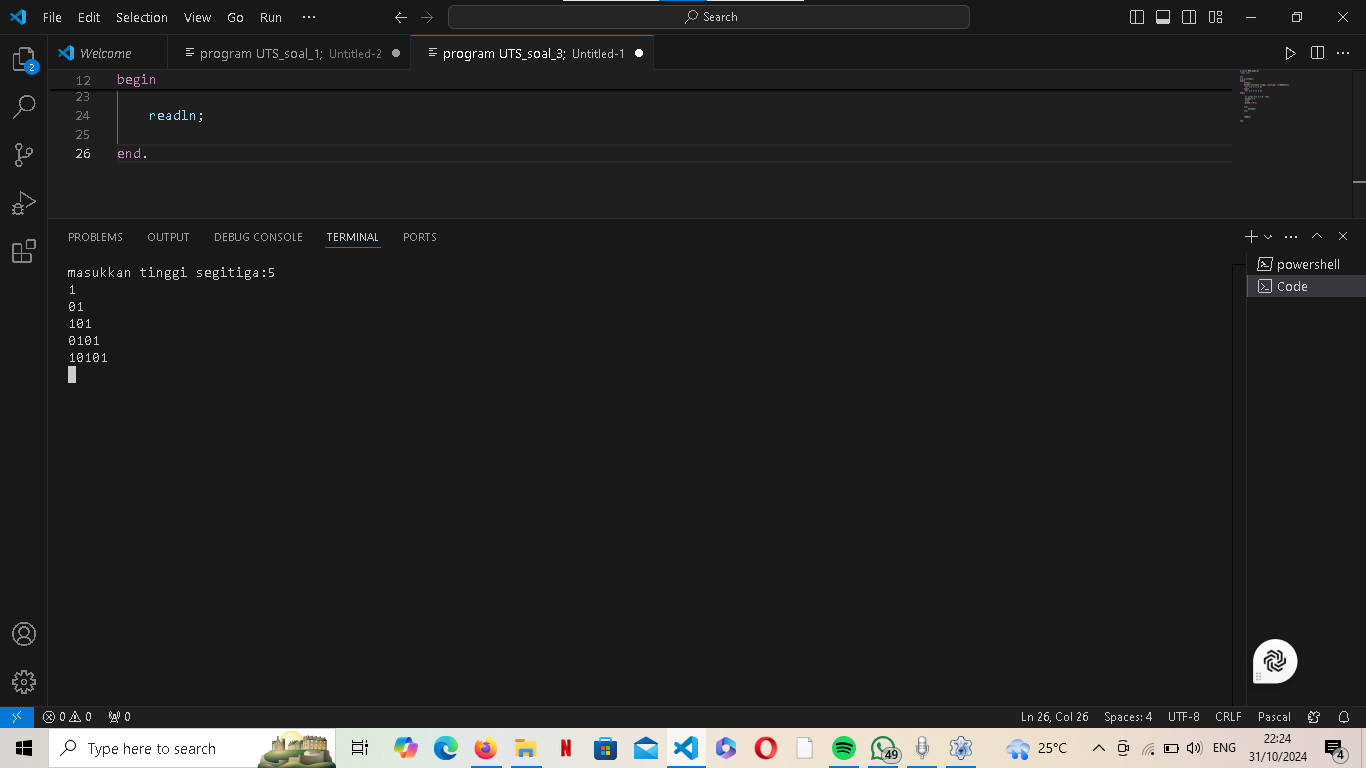 File Edit Selection View Go Run ··· Search
Welcome program UTS_soal_1; Untitled-2 program UTS_soal_3; Untitled-1
2
12 begin
23
24 readln;
25
26 end.
PROBLEMS OUTPUT DEBUG CONSOLE TERMINAL PORTS
masukkan tinggi segitiga:5
1
01
101
0101
10101
powershell
Code
0 0 0 Ln 26, Col 26 Spaces: 4 UTF-8 CRLF Pascal
Type here to search N 49 25°C ENG 22:24
31/10/2024 4